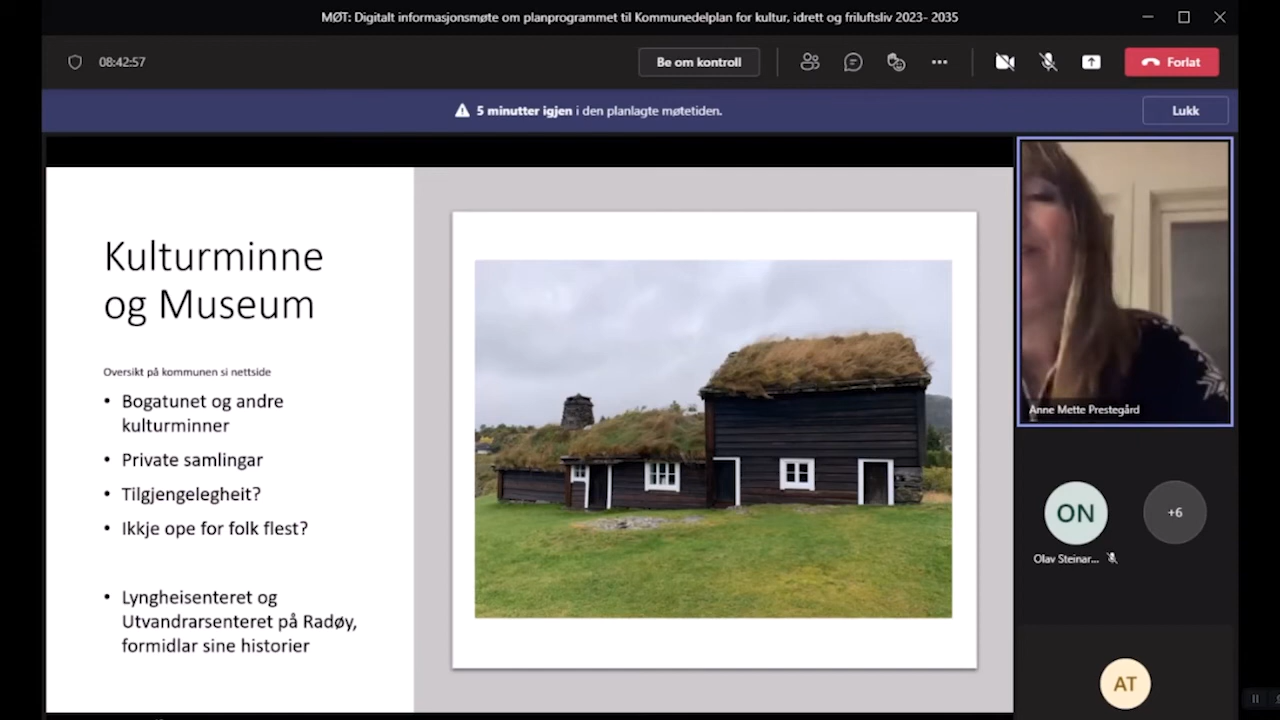 MØT: Digitalt informasjonsmøte om planprogrammet til Kommunedelplan for kultur, idrett og friluftsliv 2023- 2035
08:42:57
Be om kontroll
Forlat
5 minutter igjen i den planlagte møtetiden.
Lukk
Kulturminne
og Museum
Oversikt på kommunen si nettside
• Bogatunet og andre
kulturminner
• Private samlingar
• Tilgjengelegheit?
• Ikkje ope for folk flest?
• Lyngheisenteret og
Utvandrarsenteret på Radøy,
formidlar sine historier
Anne Mette Prestegård
ON
+6
Olav Steinar...
AT